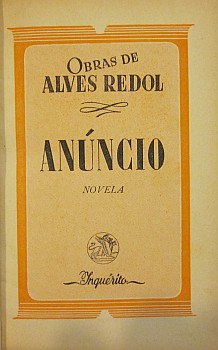 OBRAS DE
ALVES REDOL
ANÚNCIO
NOVELA
Inquérito